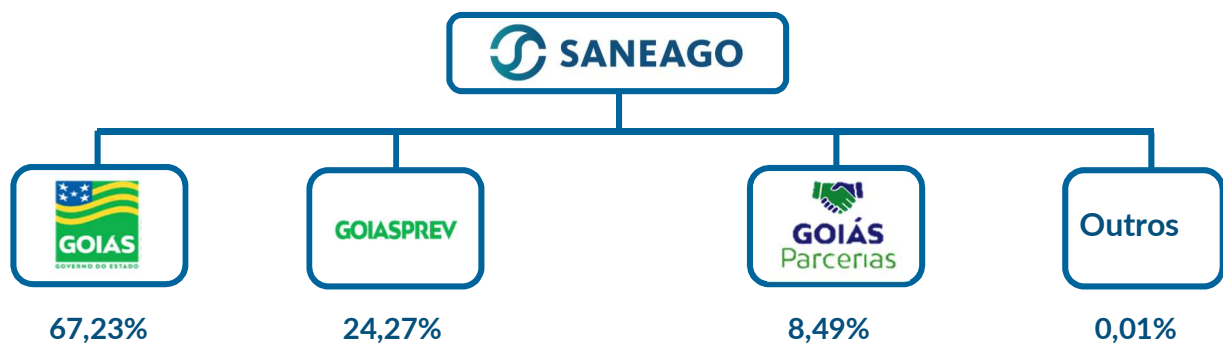 SANEAGO
GOIÁS
GOVERNO DO ESTADO
GOIASPREV
GOIÁS
Parcerias
Outros
67,23%
24,27%
8,49%
0,01%